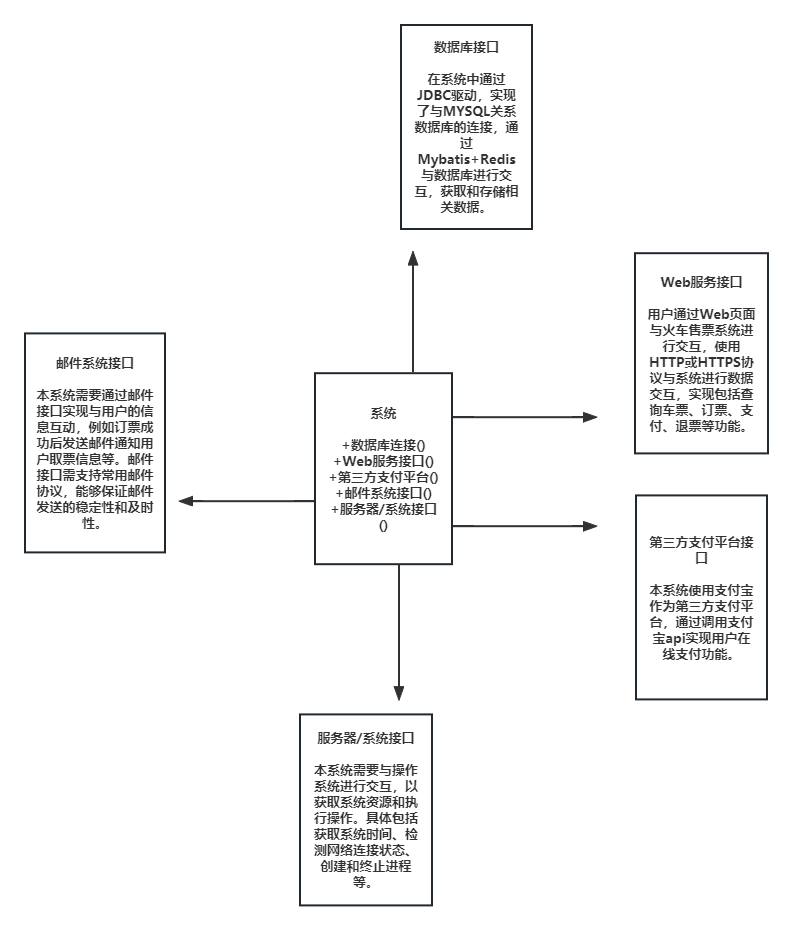 数据库接口
在系统中通过
JDBC驱动，实现
了与MYSQL关系
数据库的连接，通
过
Mybatis+Redis
与数据库进行交
互，获取和存储相
关数据。
Web服务接口
用户通过Web页面
与火车售票系统进
行交互，使用
HTTP或HTTPS协
议与系统进行数据
交互，实现包括查
询车票、订票、支
付、退票等功能。
邮件系统接口
本系统需要通过邮件
接口实现与用户的信
息互动，例如订票成
功后发送邮件通知用
户取票信息等。邮件
接口需支持常用邮件
协议，能够保证邮件
发送的稳定性和及时
性。
系统
+数据库连接()
+Web服务接口()
+第三方支付平台()
+邮件系统接口()
+服务器/系统接口
()
第三方支付平台接
口
本系统使用支付宝
作为第三方支付平
台，通过调用支付
宝api实现用户在
线支付功能。
服务器/系统接口
本系统需要与操作
系统进行交互，以
获取系统资源和执
行操作。具体包括
获取系统时间、检
测网络连接状态、
创建和终止进程
等。